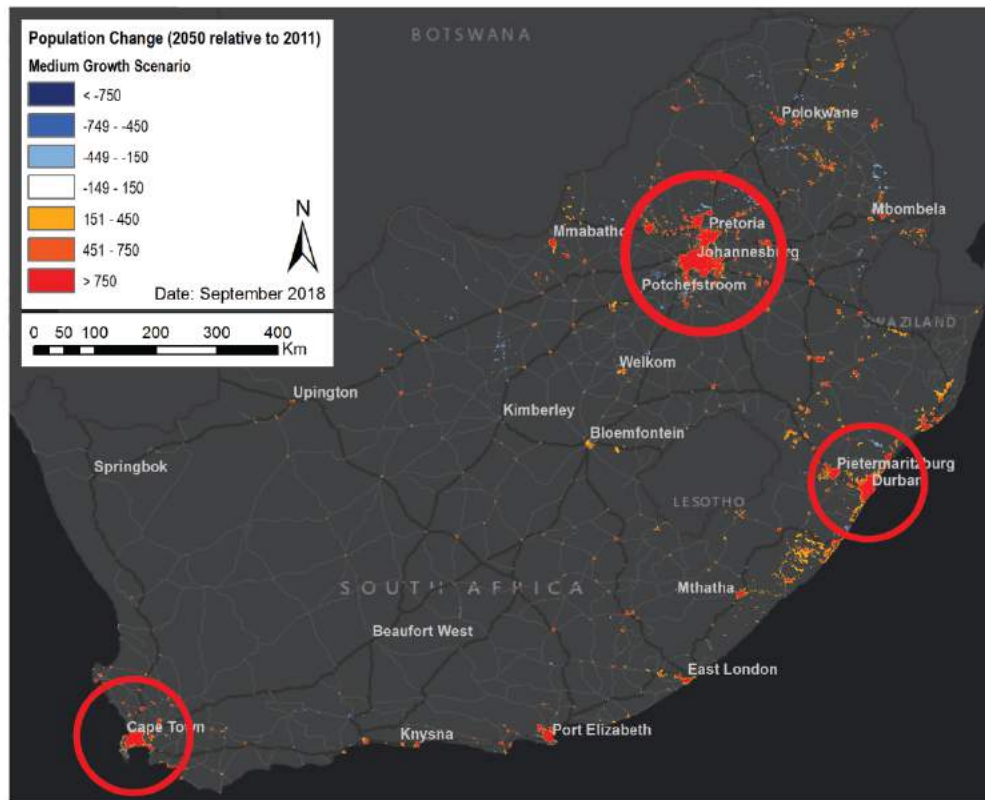 Population Change (2050 relative to 2011)
Medium Growth Scenario
< -750
-749 - -450
-449 - -150
-149 - 150
151 - 450
451 - 750
> 750
N
Date: September 2018
0 50 100 200 300 400
Km
BOTSWANA
Polokwane
Mbombela
Mmabatho
Pretoria
Johannesburg
Potchefstroom
SWAZILAND
Welkom
Upington
Kimberley
Bloemfontein
Springbok
Pietermaritzburg
Durban
LESOTHO
SOUTH AFRICA
Mthatha
Beaufort West
East London
Cape Town
Knysna
Port Elizabeth